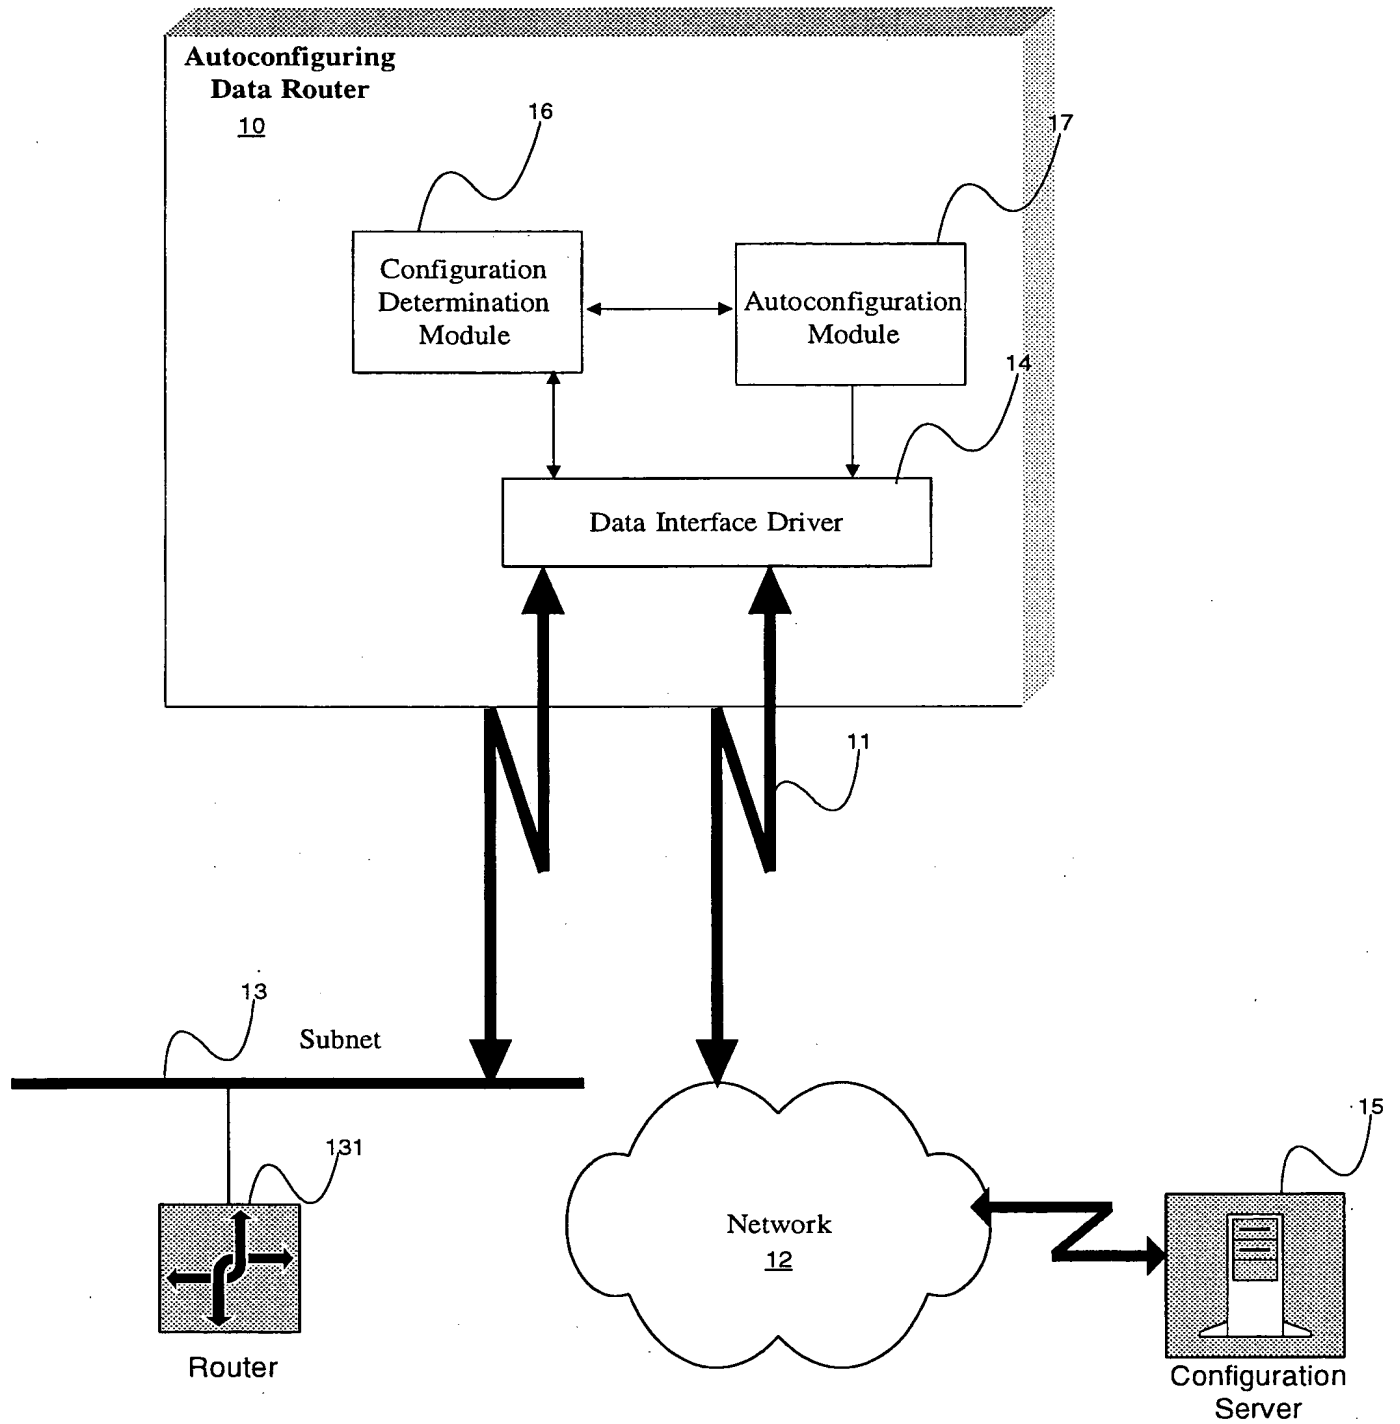 Autoconfiguring
Data Router
10
16
17
Configuration
Determination
Module
Autoconfiguration
Module
14
Data Interface Driver
11
13
Subnet
131
15
Network
12
Router
Configuration
Server